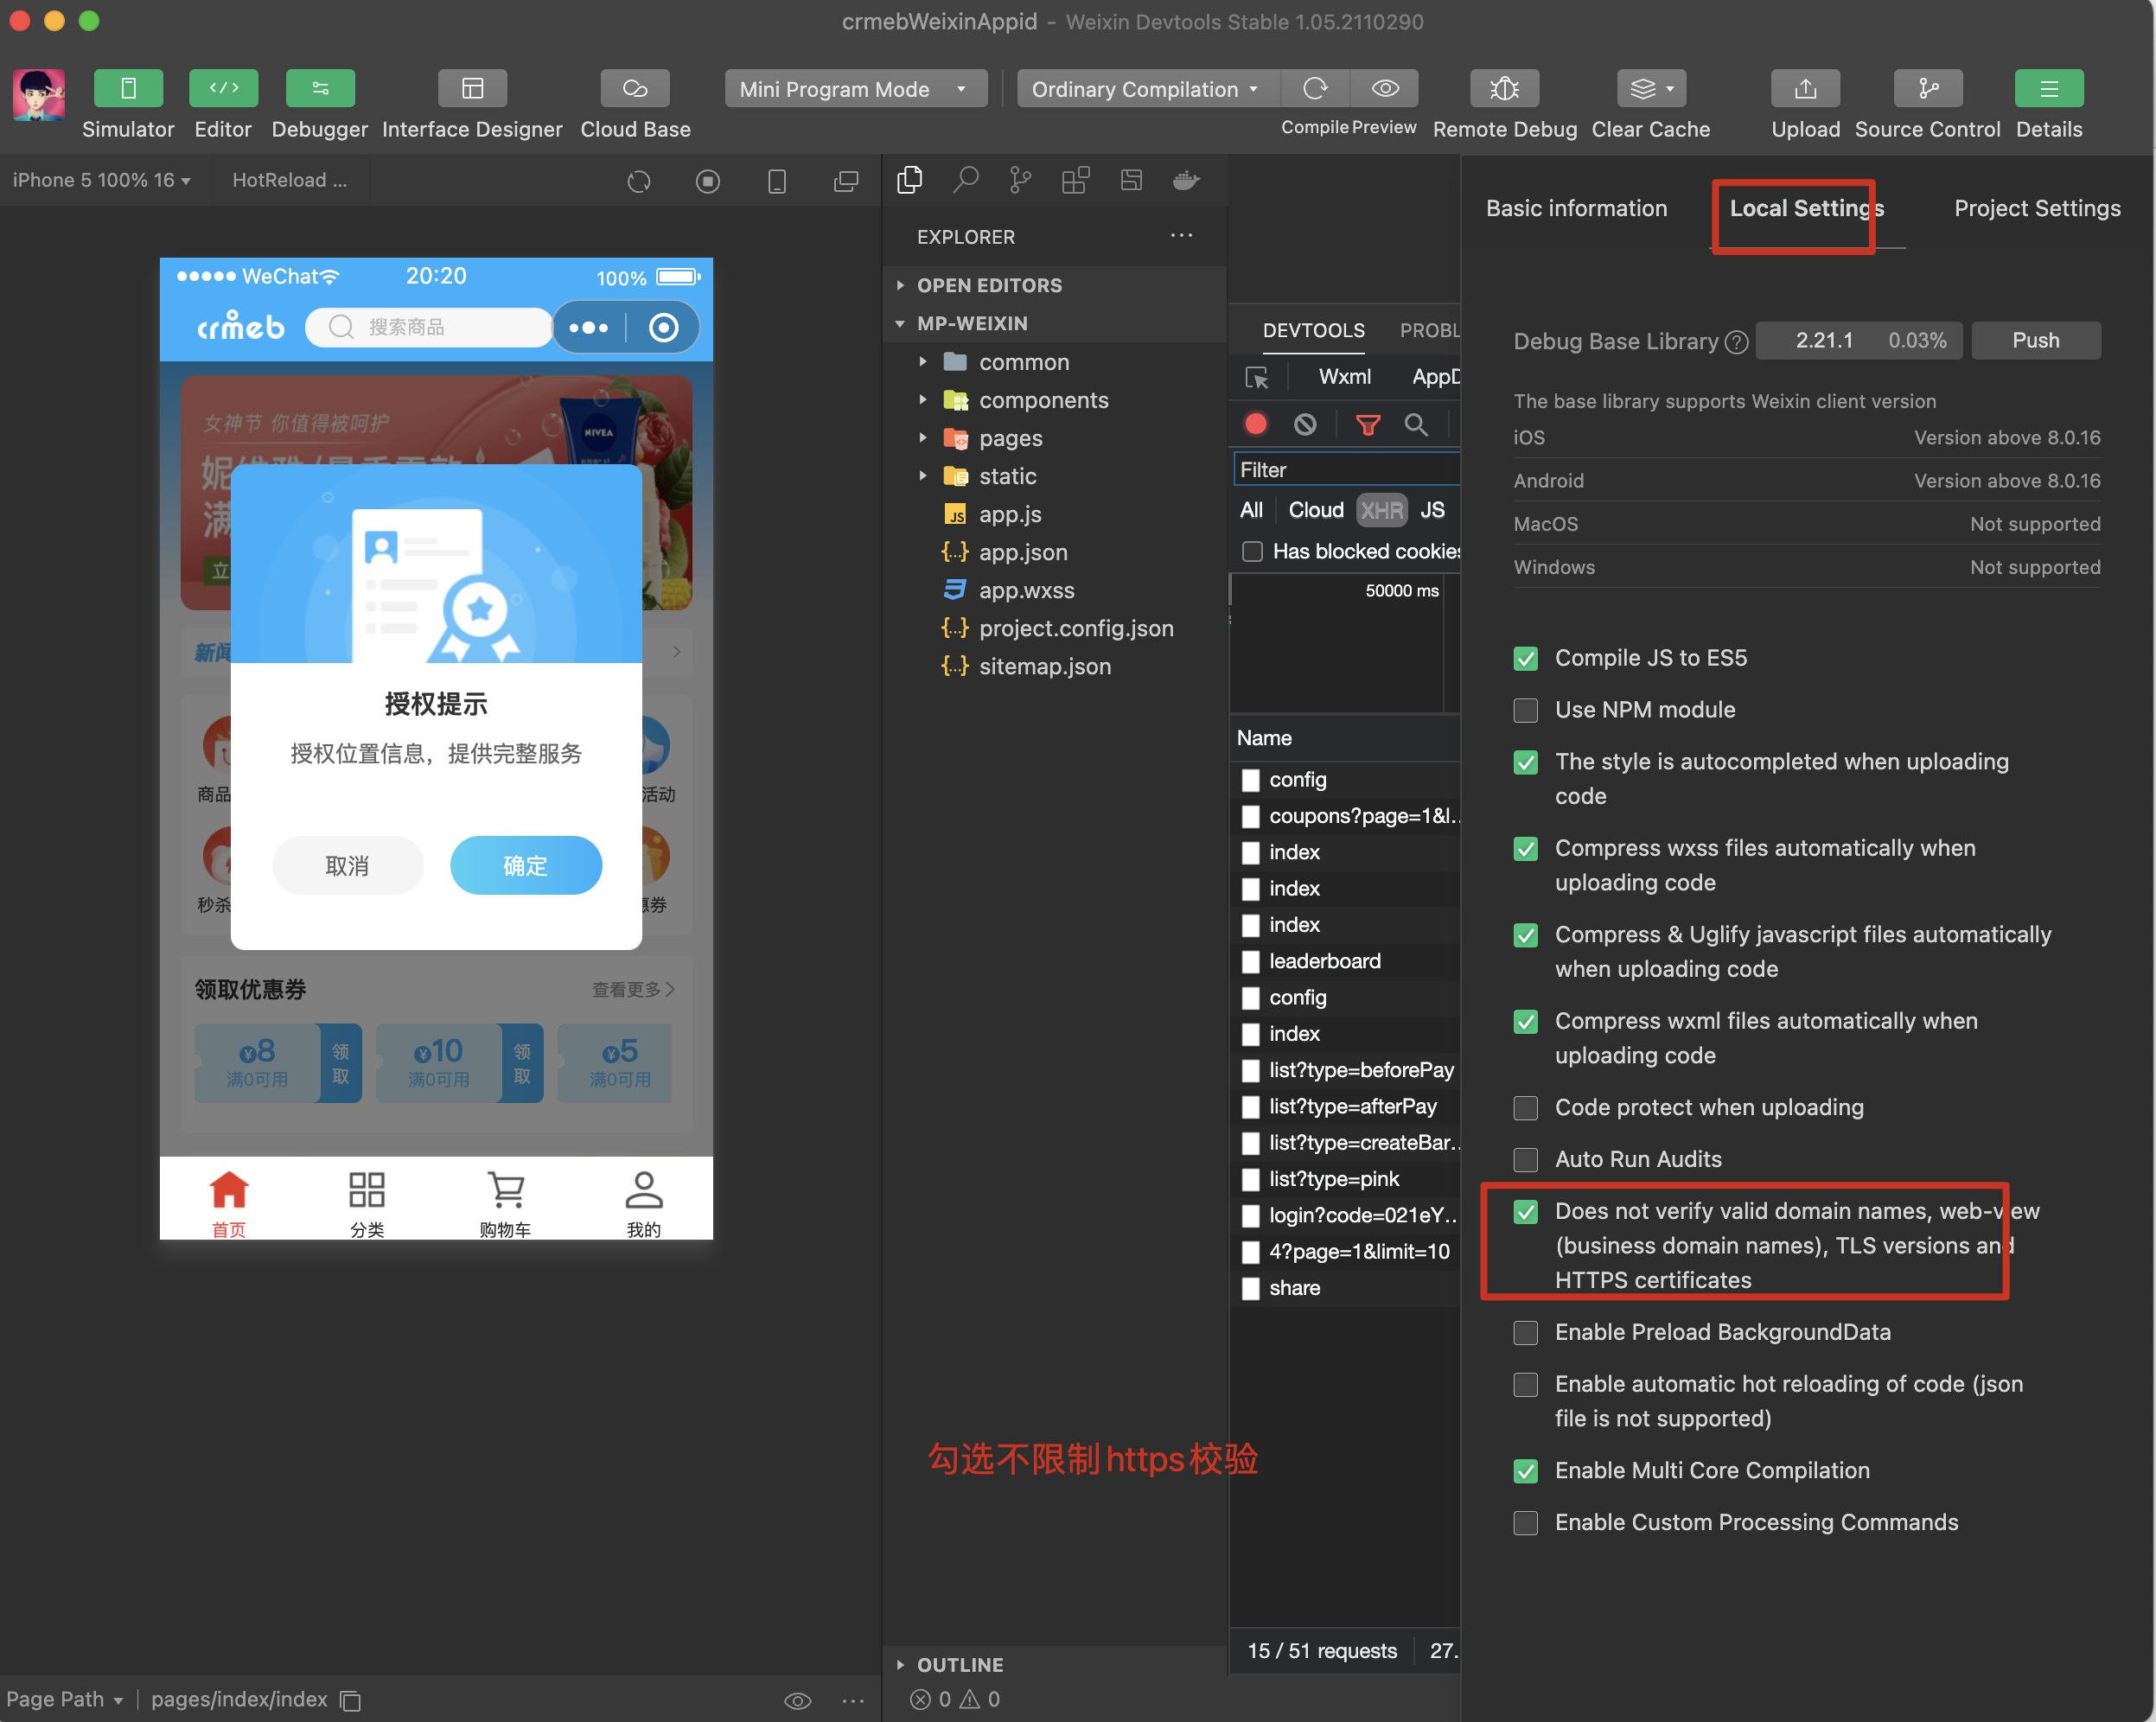 crmebWeixinAppid - Weixin Devtools Stable 1.05.2110290
Simulator
Editor
Debugger
Interface Designer
Cloud Base
Mini Program Mode
Ordinary Compilation
Compile
Preview
Remote Debug
Clear Cache
Upload
Source Control
Details
iPhone 5 100% 16
HotReload ...
WeChat
20:20
100%
crmeb
搜索商品
女神节 你值得被呵护
NIVEA
满
立
新闻
授权提示
授权位置信息，提供完整服务
取消
确定
商品
活动
秒杀
惠券
领取优惠券
查看更多
¥8
满0可用
领取
¥10
满0可用
领取
¥5
满0可用
首页
分类
购物车
我的
Page Path
pages/index/index
EXPLORER
OPEN EDITORS
MP-WEIXIN
common
components
pages
static
JS app.js
{..} app.json
app.wxss
{..} project.config.json
{..} sitemap.json
勾选不限制https校验
OUTLINE
0
0
DEVTOOLS
PROBL
Wxml
AppD
Filter
All
Cloud
XHR
JS
Has blocked cookies
50000 ms
Name
config
coupons?page=1&l..
index
index
index
leaderboard
config
index
list?type=beforePay
list?type=afterPay
list?type=createBar..
list?type=pink
login?code=021eY..
4?page=1&limit=10
share
15 / 51 requests
27.
Basic information
Local Settings
Project Settings
Debug Base Library ?
2.21.1
0.03%
Push
The base library supports Weixin client version
iOS
Version above 8.0.16
Android
Version above 8.0.16
MacOS
Not supported
Windows
Not supported
Compile JS to ES5
Use NPM module
The style is autocompleted when uploading
code
Compress wxss files automatically when
uploading code
Compress & Uglify javascript files automatically
when uploading code
Compress wxml files automatically when
uploading code
Code protect when uploading
Auto Run Audits
Does not verify valid domain names, web-view
(business domain names), TLS versions and
HTTPS certificates
Enable Preload BackgroundData
Enable automatic hot reloading of code (json
file is not supported)
Enable Multi Core Compilation
Enable Custom Processing Commands